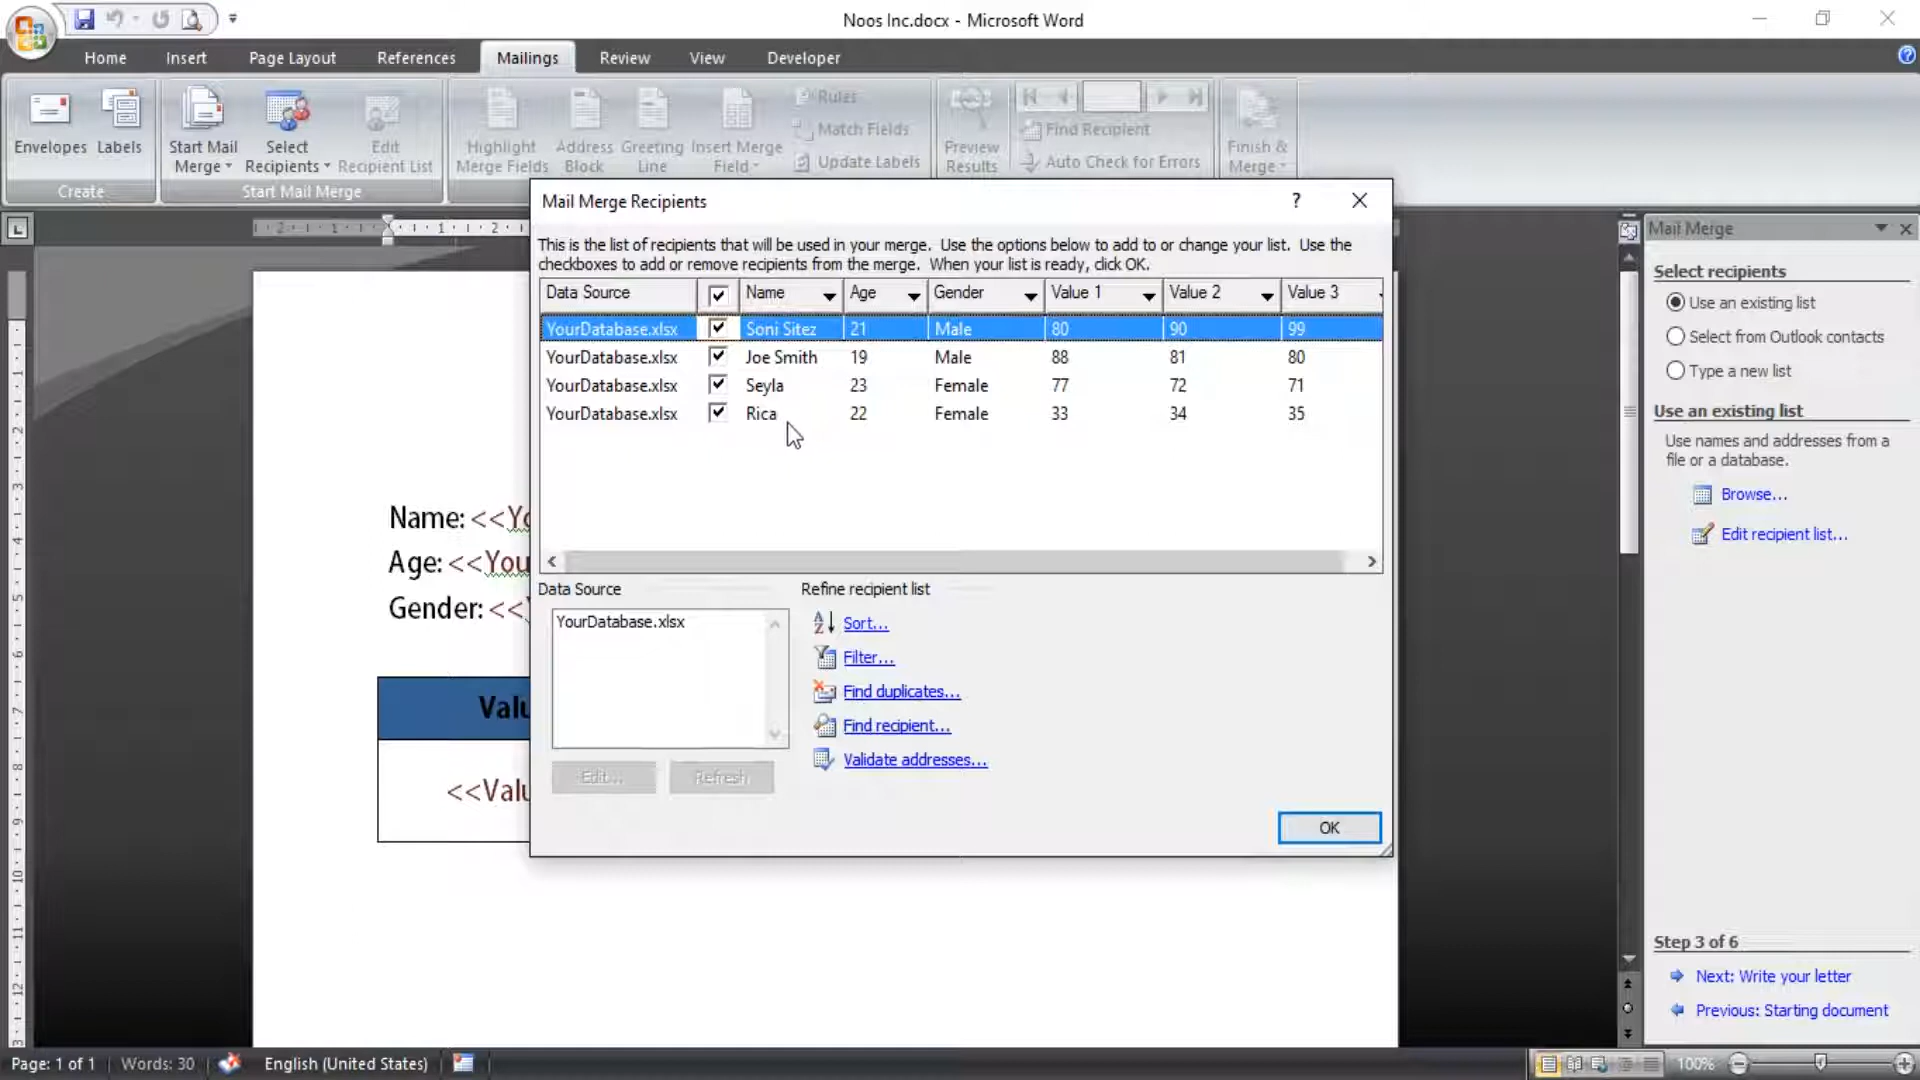 Noos Inc.docx - Microsoft Word
Home Insert Page Layout References Mailings Review View Developer
Envelopes Labels
Create
Start Mail Merge
Select Recipients
Edit Recipient List
Start Mail Merge
Highlight Merge Fields
Address Block
Greeting Line
Insert Merge Field
Rules
Match Fields
Update Labels
Preview Results
Find Recipient
Auto Check for Errors
Finish & Merge
Mail Merge Recipients
This is the list of recipients that will be used in your merge. Use the options below to add to or change your list. Use the
checkboxes to add or remove recipients from the merge. When your list is ready, click OK.
Data Source Name Age Gender Value 1 Value 2 Value 3
YourDatabase.xlsx Soni Sitez 21 Male 80 90 99
YourDatabase.xlsx Joe Smith 19 Male 88 81 80
YourDatabase.xlsx Seyla 23 Female 77 72 71
YourDatabase.xlsx Rica 22 Female 33 34 35
Data Source
YourDatabase.xlsx
Edit... Refresh
Refine recipient list
Sort...
Filter...
Find duplicates...
Find recipient...
Validate addresses...
OK
Name: <<Yo
Age: <<You
Gender: <<
Valu
<<Valu
Mail Merge
Select recipients
Use an existing list
Select from Outlook contacts
Type a new list
Use an existing list
Use names and addresses from a
file or a database.
Browse...
Edit recipient list...
Step 3 of 6
Next: Write your letter
Previous: Starting document
Page: 1 of 1 Words: 30 English (United States) 100%